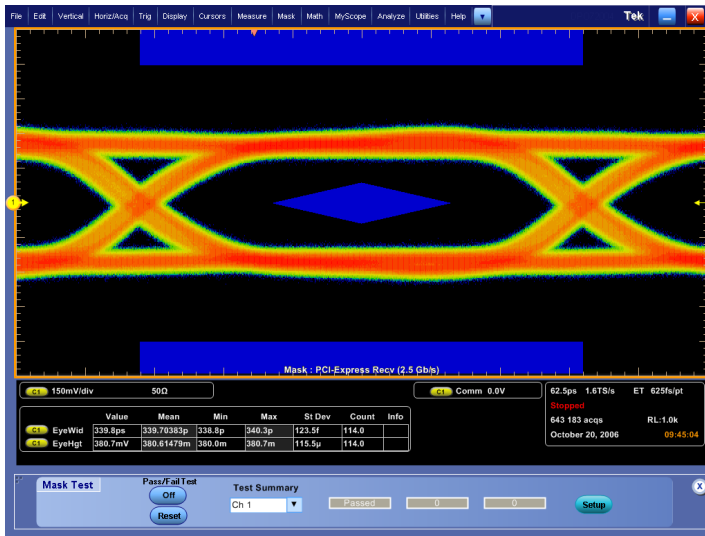 File Edit Vertical Horiz/Acq Trig Display Cursors Measure Mask Math MyScope Analyze Utilities Help Tek X
1
Mask : PCI-Express Recv (2.5 Gb/s)
C1 150mV/div 50Ω
C1 Comm 0.0V
62.5ps 1.6TS/s ET 625fs/pt
Stopped
643 183 acqs RL:1.0k
October 20, 2006 09:45:04
Value Mean Min Max St Dev Count Info
C1 EyeWid 339.8ps 339.70383p 338.8p 340.3p 123.5f 114.0
C1 EyeHgt 380.7mV 380.61479m 380.0m 380.7m 115.5µ 114.0
Mask Test
Pass/Fail Test
Off
Reset
Test Summary
Ch 1
Passed 0 0
Setup
X